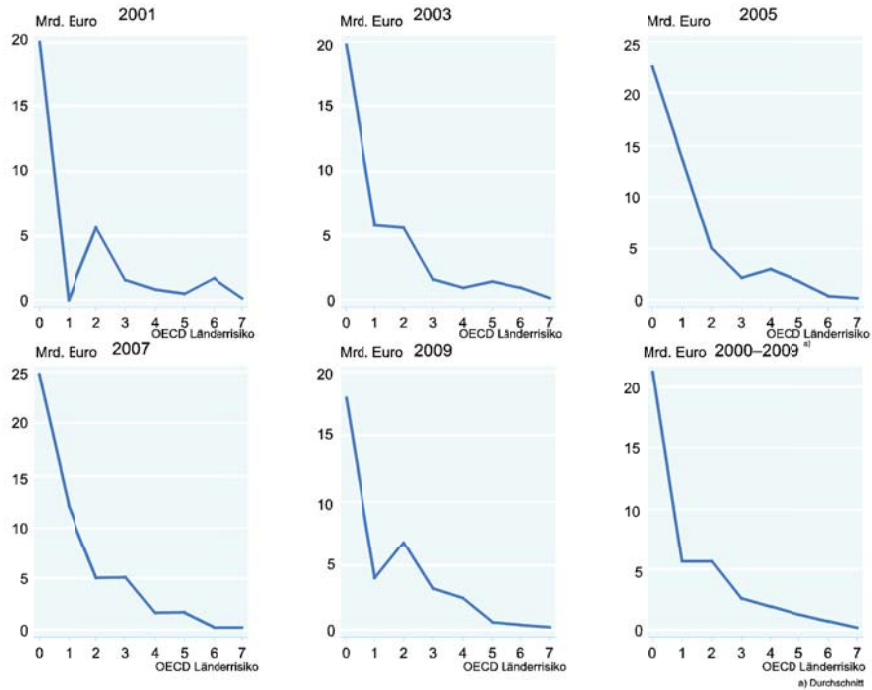 Mrd. Euro 2001
20
15
10
5
0
0 1 2 3 4 5 6 7
OECD Länderrisiko
Mrd. Euro 2003
20
15
10
5
0
0 1 2 3 4 5 6 7
OECD Länderrisiko
Mrd. Euro 2005
25
20
15
10
5
0
0 1 2 3 4 5 6 7
OECD Länderrisiko
Mrd. Euro 2007
25
20
15
10
5
0
0 1 2 3 4 5 6 7
OECD Länderrisiko
Mrd. Euro 2009
20
15
10
5
0
0 1 2 3 4 5 6 7
OECD Länderrisiko
Mrd. Euro 2000–2009 a)
20
15
10
5
0
0 1 2 3 4 5 6 7
OECD Länderrisiko
a) Durchschnitt